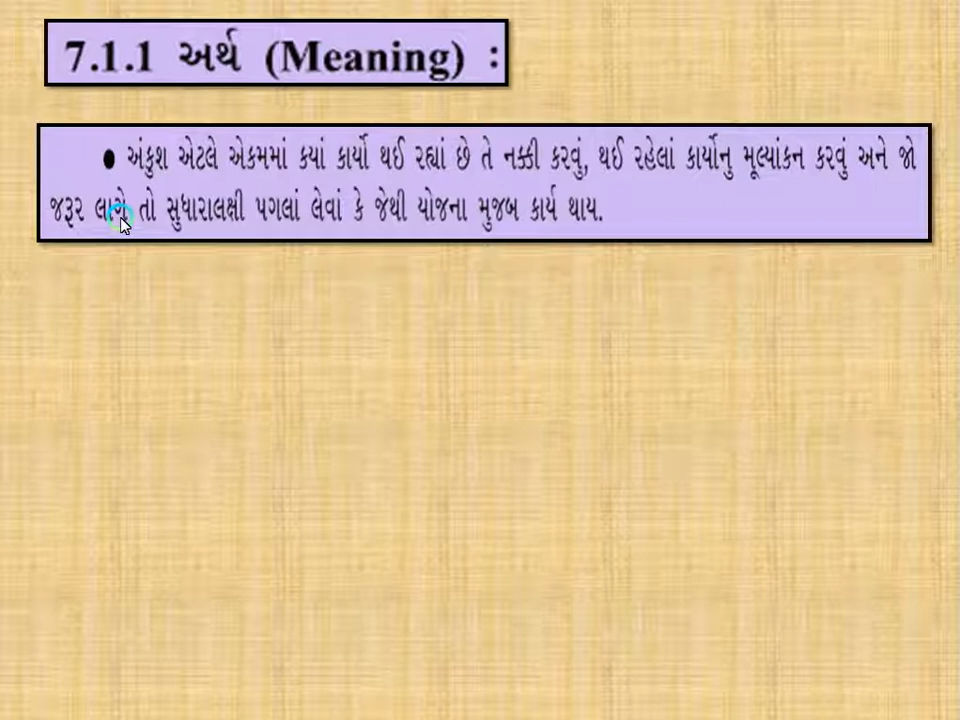 7.1.1 અર્થ (Meaning) :
● અંકુશ એટલે એકમમાં કયાં કાર્યો થઈ રહ્યાં છે તે નક્કી કરવું, થઈ રહેલાં કાર્યોનુ મૂલ્યાંકન કરવું અને જો
જરૂર લાગે તો સુધારાલક્ષી પગલાં લેવાં કે જેથી યોજના મુજબ કાર્ય થાય.